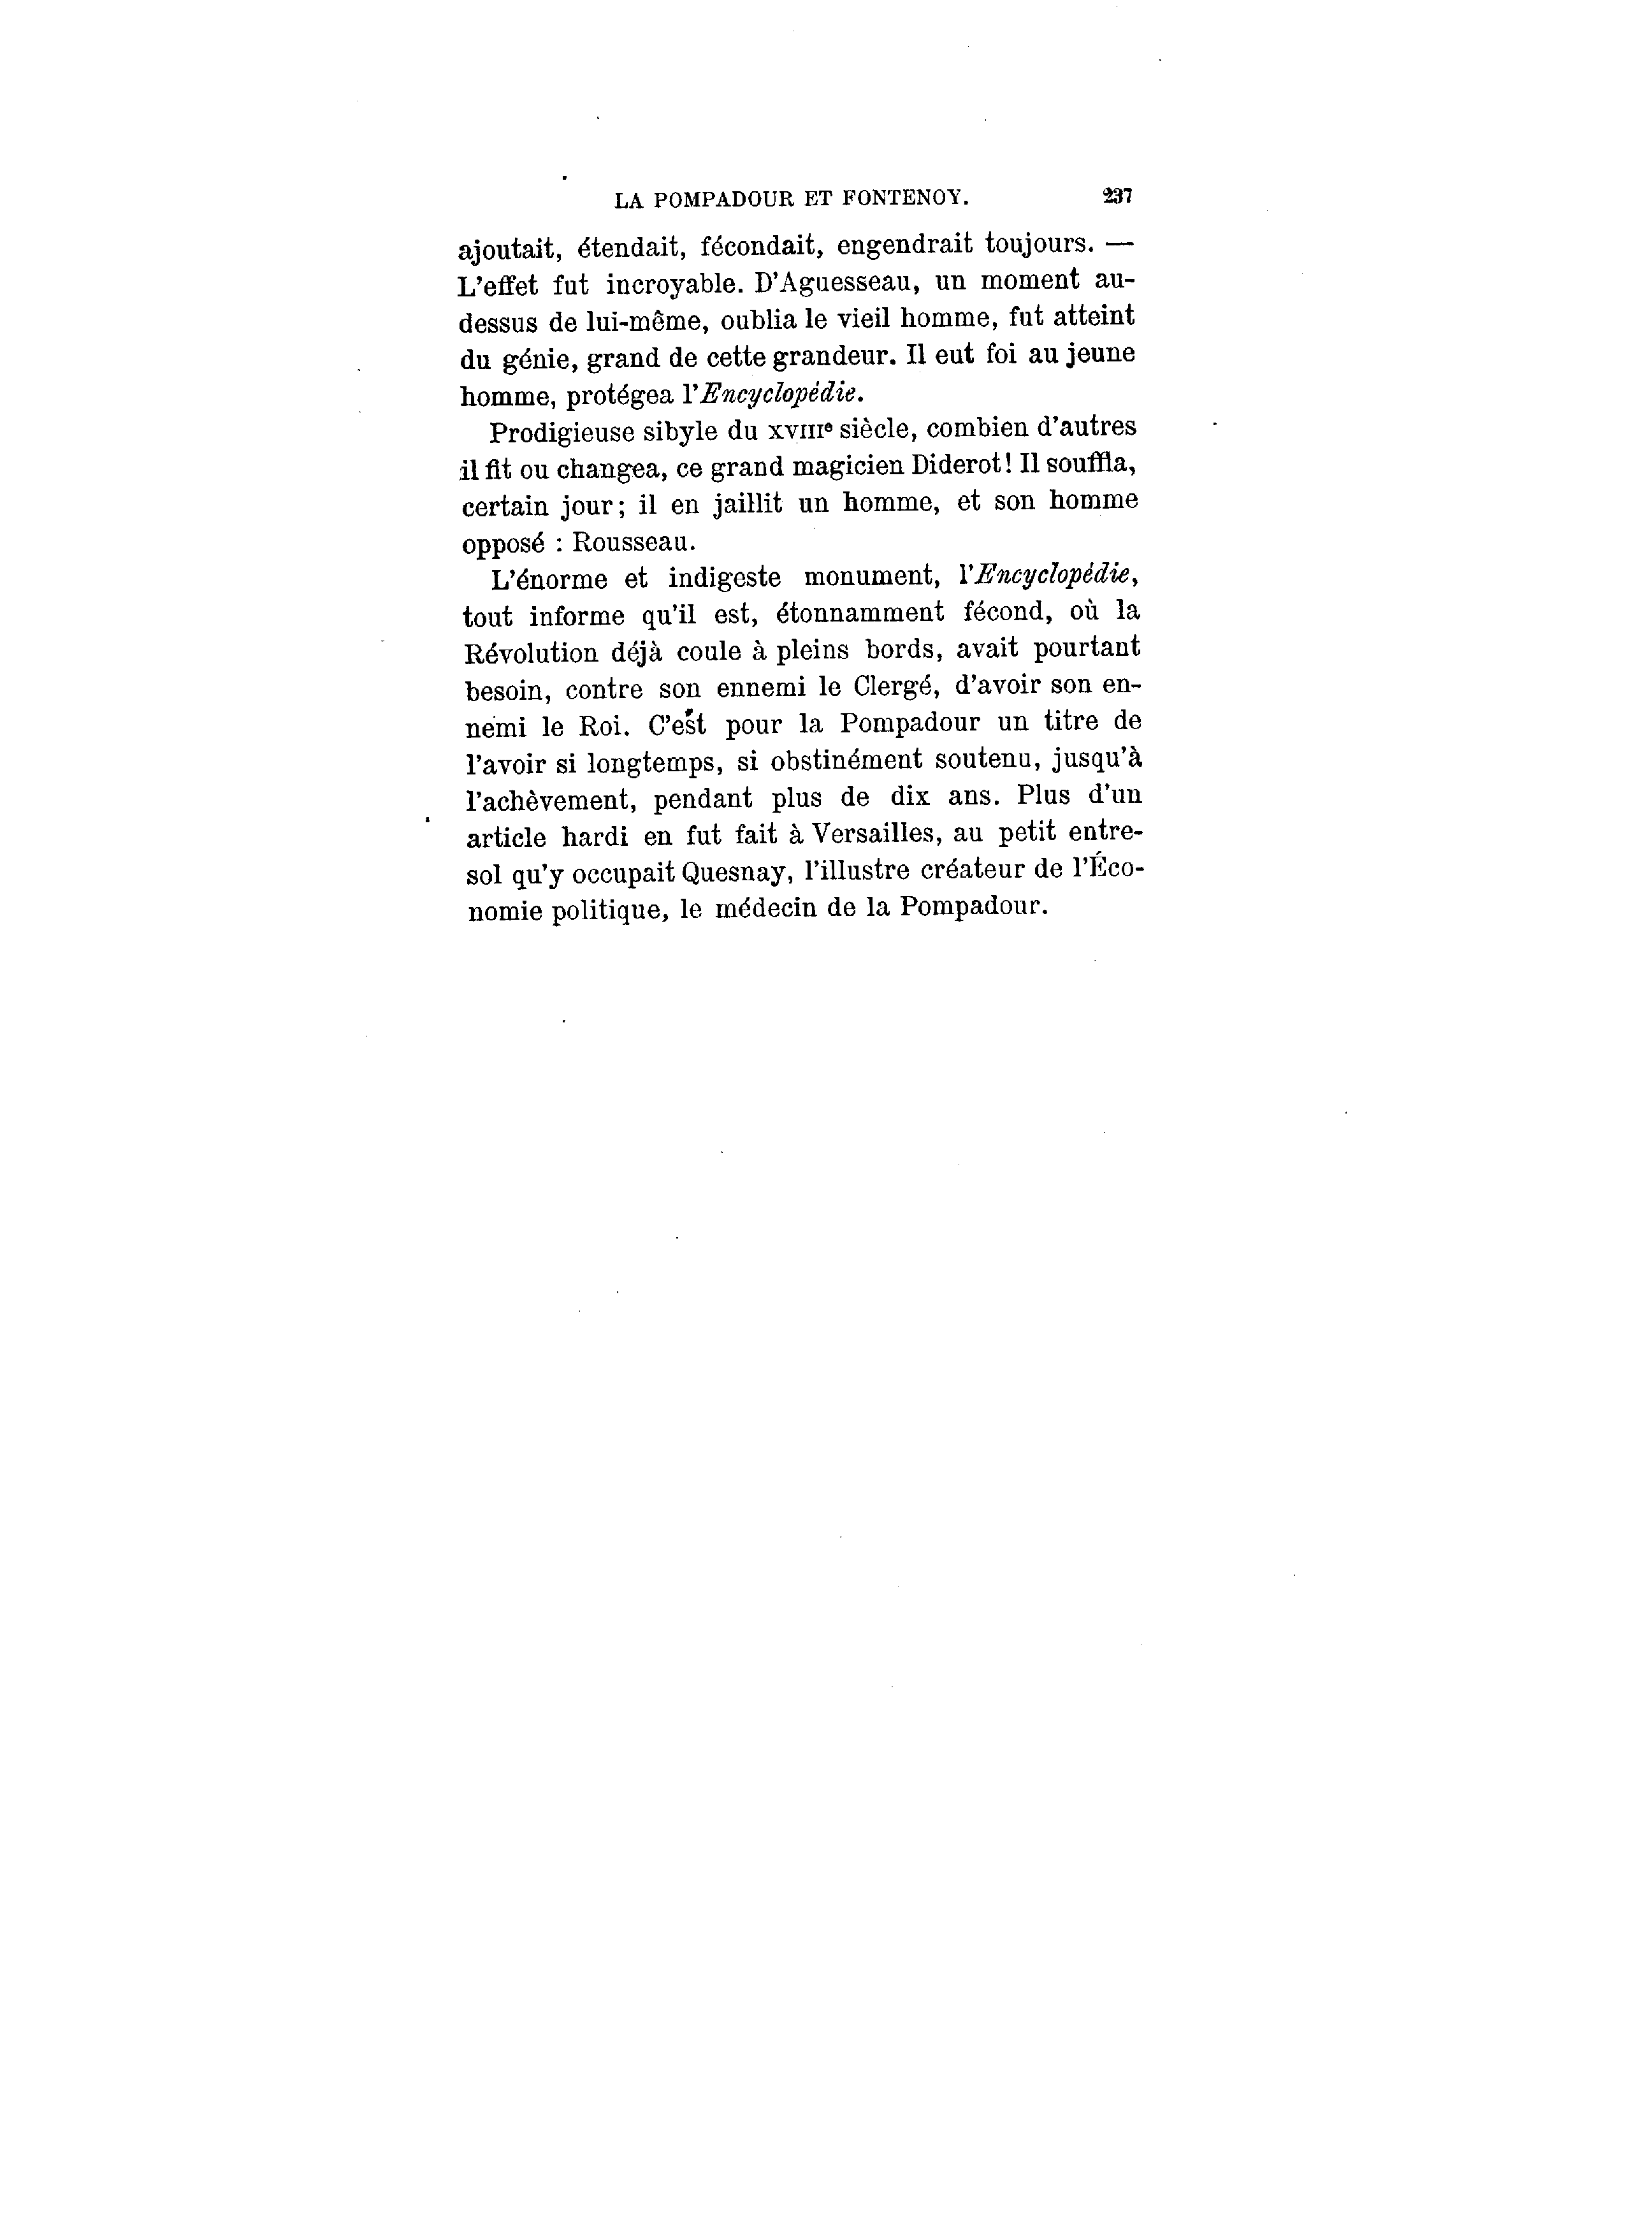 LA POMPADOUR ET FONTENOY. 237
ajoutait, étendait, fécondait, engendrait toujours. —
L'effet fut incroyable. D'Aguesseau, un moment au-
dessus de lui-même, oublia le vieil homme, fut atteint
du génie, grand de cette grandeur. Il eut foi au jeune
homme, protégea l'Encyclopédie.
Prodigieuse sibyle du XVIIIe siècle, combien d'autres
il fit ou changea, ce grand magicien Diderot! Il souffla,
certain jour; il en jaillit un homme, et son homme
opposé : Rousseau.
L'énorme et indigeste monument, l'Encyclopédie,
tout informe qu'il est, étonnamment fécond, où la
Révolution déjà coule à pleins bords, avait pourtant
besoin, contre son ennemi le Clergé, d'avoir son en-
nemi le Roi. C'est pour la Pompadour un titre de
l'avoir si longtemps, si obstinément soutenu, jusqu'à
l'achèvement, pendant plus de dix ans. Plus d'un
article hardi en fut fait à Versailles, au petit entre-
sol qu'y occupait Quesnay, l'illustre créateur de l'Éco-
nomie politique, le médecin de la Pompadour.